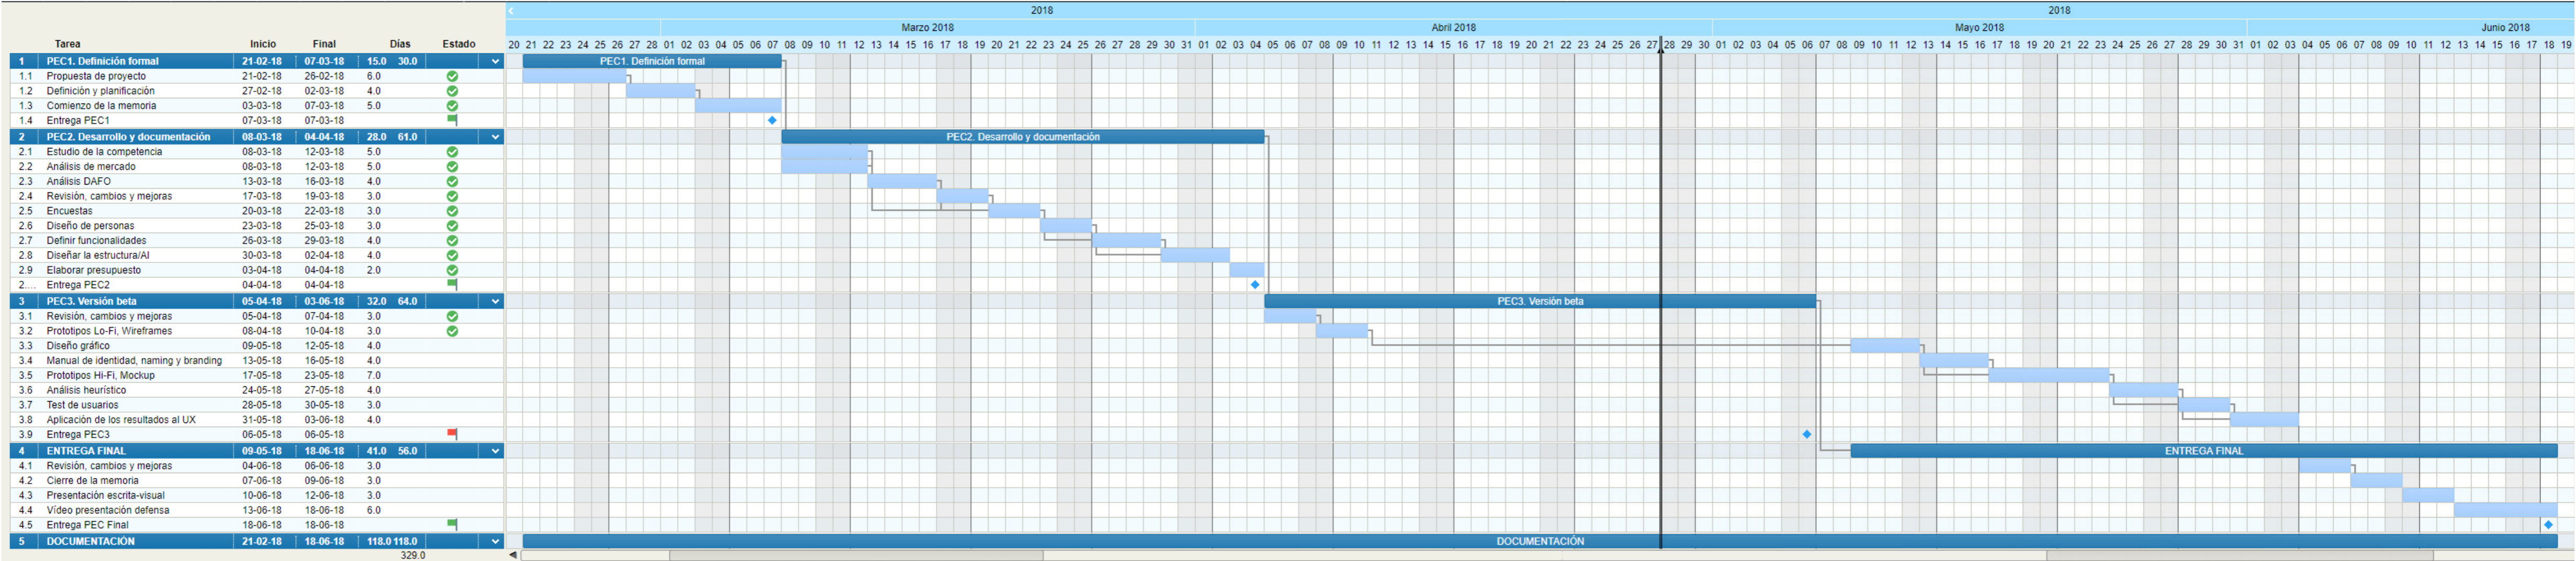 2018 2018
Marzo 2018 Abril 2018 Mayo 2018 Junio 2018
Tarea Inicio Final Días Estado 20 21 22 23 24 25 26 27 28 01 02 03 04 05 06 07 08 09 10 11 12 13 14 15 16 17 18 19 20 21 22 23 24 25 26 27 28 29 30 31 01 02 03 04 05 06 07 08 09 10 11 12 13 14 15 16 17 18 19 20 21 22 23 24 25 26 27 28 29 30 01 02 03 04 05 06 07 08 09 10 11 12 13 14 15 16 17 18 19 20 21 22 23 24 25 26 27 28 29 30 31 01 02 03 04 05 06 07 08 09 10 11 12 13 14 15 16 17 18 19
1 PEC1. Definición formal 21-02-18 07-03-18 15.0 30.0 PEC1. Definición formal
1.1 Propuesta de proyecto 21-02-18 26-02-18 6.0
1.2 Definición y planificación 27-02-18 02-03-18 4.0
1.3 Comienzo de la memoria 03-03-18 07-03-18 5.0
1.4 Entrega PEC1 07-03-18 07-03-18
2 PEC2. Desarrollo y documentación 08-03-18 04-04-18 28.0 61.0 PEC2. Desarrollo y documentación
2.1 Estudio de la competencia 08-03-18 12-03-18 5.0
2.2 Análisis de mercado 08-03-18 12-03-18 5.0
2.3 Análisis DAFO 13-03-18 16-03-18 4.0
2.4 Revisión, cambios y mejoras 17-03-18 19-03-18 3.0
2.5 Encuestas 20-03-18 22-03-18 3.0
2.6 Diseño de personas 23-03-18 25-03-18 3.0
2.7 Definir funcionalidades 26-03-18 29-03-18 4.0
2.8 Diseñar la estructura/AI 30-03-18 02-04-18 4.0
2.9 Elaborar presupuesto 03-04-18 04-04-18 2.0
2.... Entrega PEC2 04-04-18 04-04-18
3 PEC3. Versión beta 05-04-18 03-06-18 32.0 64.0 PEC3. Versión beta
3.1 Revisión, cambios y mejoras 05-04-18 07-04-18 3.0
3.2 Prototipos Lo-Fi, Wireframes 08-04-18 10-04-18 3.0
3.3 Diseño gráfico 09-05-18 12-05-18 4.0
3.4 Manual de identidad, naming y branding 13-05-18 16-05-18 4.0
3.5 Prototipos Hi-Fi, Mockup 17-05-18 23-05-18 7.0
3.6 Análisis heurístico 24-05-18 27-05-18 4.0
3.7 Test de usuarios 28-05-18 30-05-18 3.0
3.8 Aplicación de los resultados al UX 31-05-18 03-06-18 4.0
3.9 Entrega PEC3 06-05-18 06-05-18
4 ENTREGA FINAL 09-05-18 18-06-18 41.0 56.0 ENTREGA FINAL
4.1 Revisión, cambios y mejoras 04-06-18 06-06-18 3.0
4.2 Cierre de la memoria 07-06-18 09-06-18 3.0
4.3 Presentación escrita-visual 10-06-18 12-06-18 3.0
4.4 Vídeo presentación defensa 13-06-18 18-06-18 6.0
4.5 Entrega PEC Final 18-06-18 18-06-18
5 DOCUMENTACIÓN 21-02-18 18-06-18 118.0 118.0 DOCUMENTACIÓN
329.0